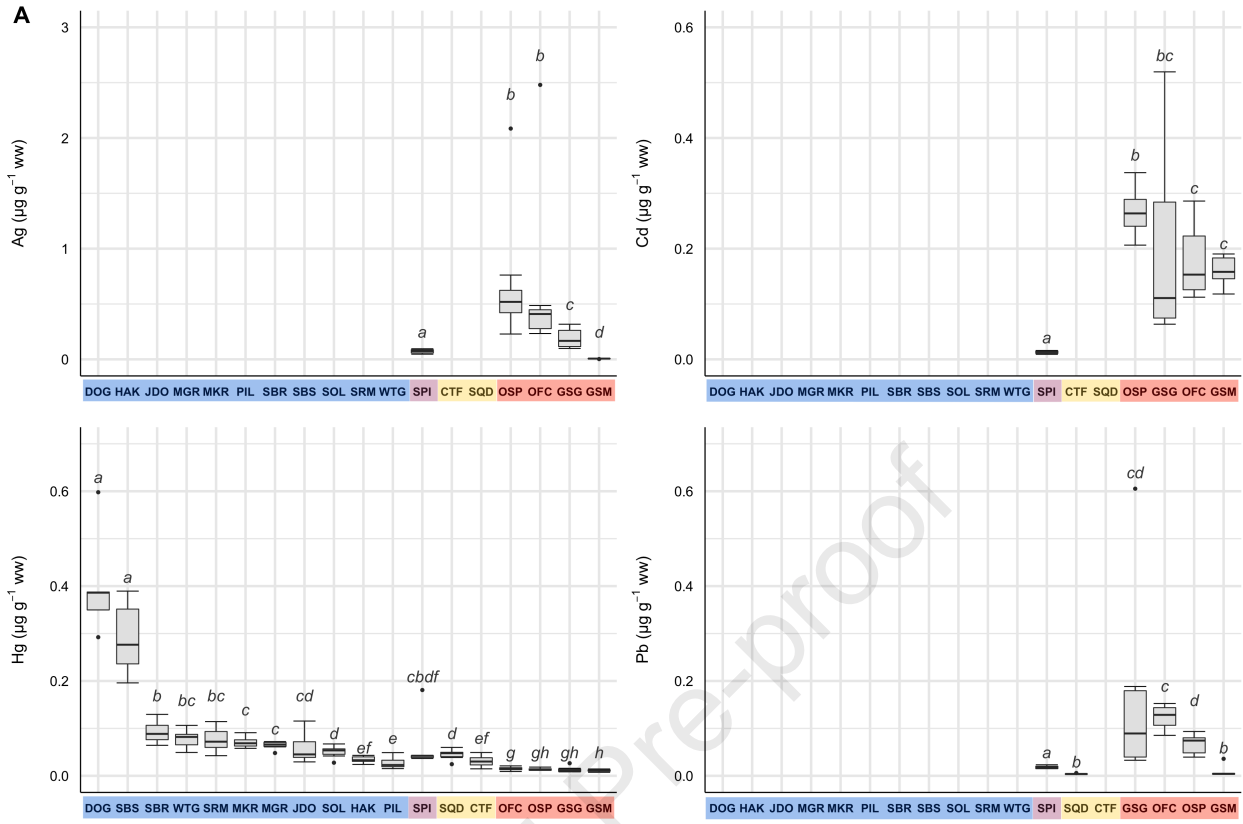 A
Ag (µg g⁻¹ ww)
3
2
1
0
a
b
b
c
d
DOG HAK JDO MGR MKR PIL SBR SBS SOL SRM WTG SPI CTF SQD OSP OFC GSG GSM
Cd (µg g⁻¹ ww)
0.6
0.4
0.2
0.0
a
b
bc
c
c
DOG HAK JDO MGR MKR PIL SBR SBS SOL SRM WTG SPI CTF SQD OSP GSG OFC GSM
Hg (µg g⁻¹ ww)
0.6
0.4
0.2
0.0
a
a
b
bc
bc
c
c
cd
d
ef
e
cbdf
d
ef
g
gh
gh
h
DOG SBS SBR WTG SRM MKR MGR JDO SOL HAK PIL SPI SQD CTF OFC OSP GSG GSM
Pb (µg g⁻¹ ww)
0.6
0.4
0.2
0.0
a
b
cd
c
d
b
DOG HAK JDO MGR MKR PIL SBR SBS SOL SRM WTG SPI SQD CTF GSG OFC OSP GSM
Pre-proof